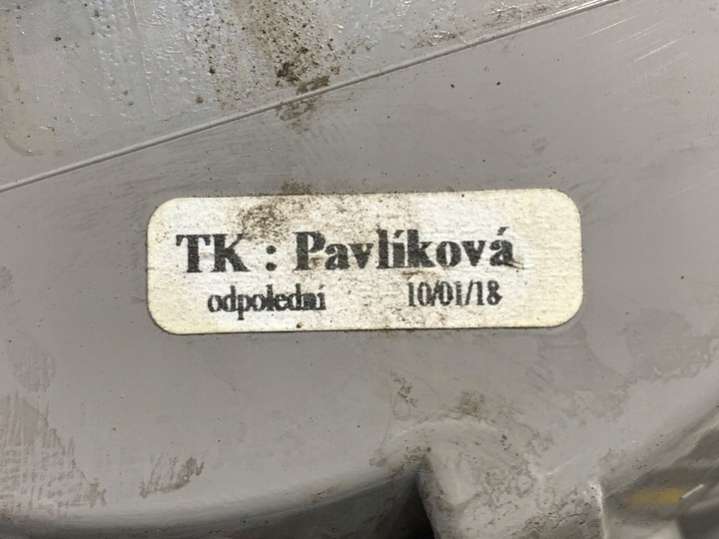 TK : Pavlíková
odpolední 10/01/18